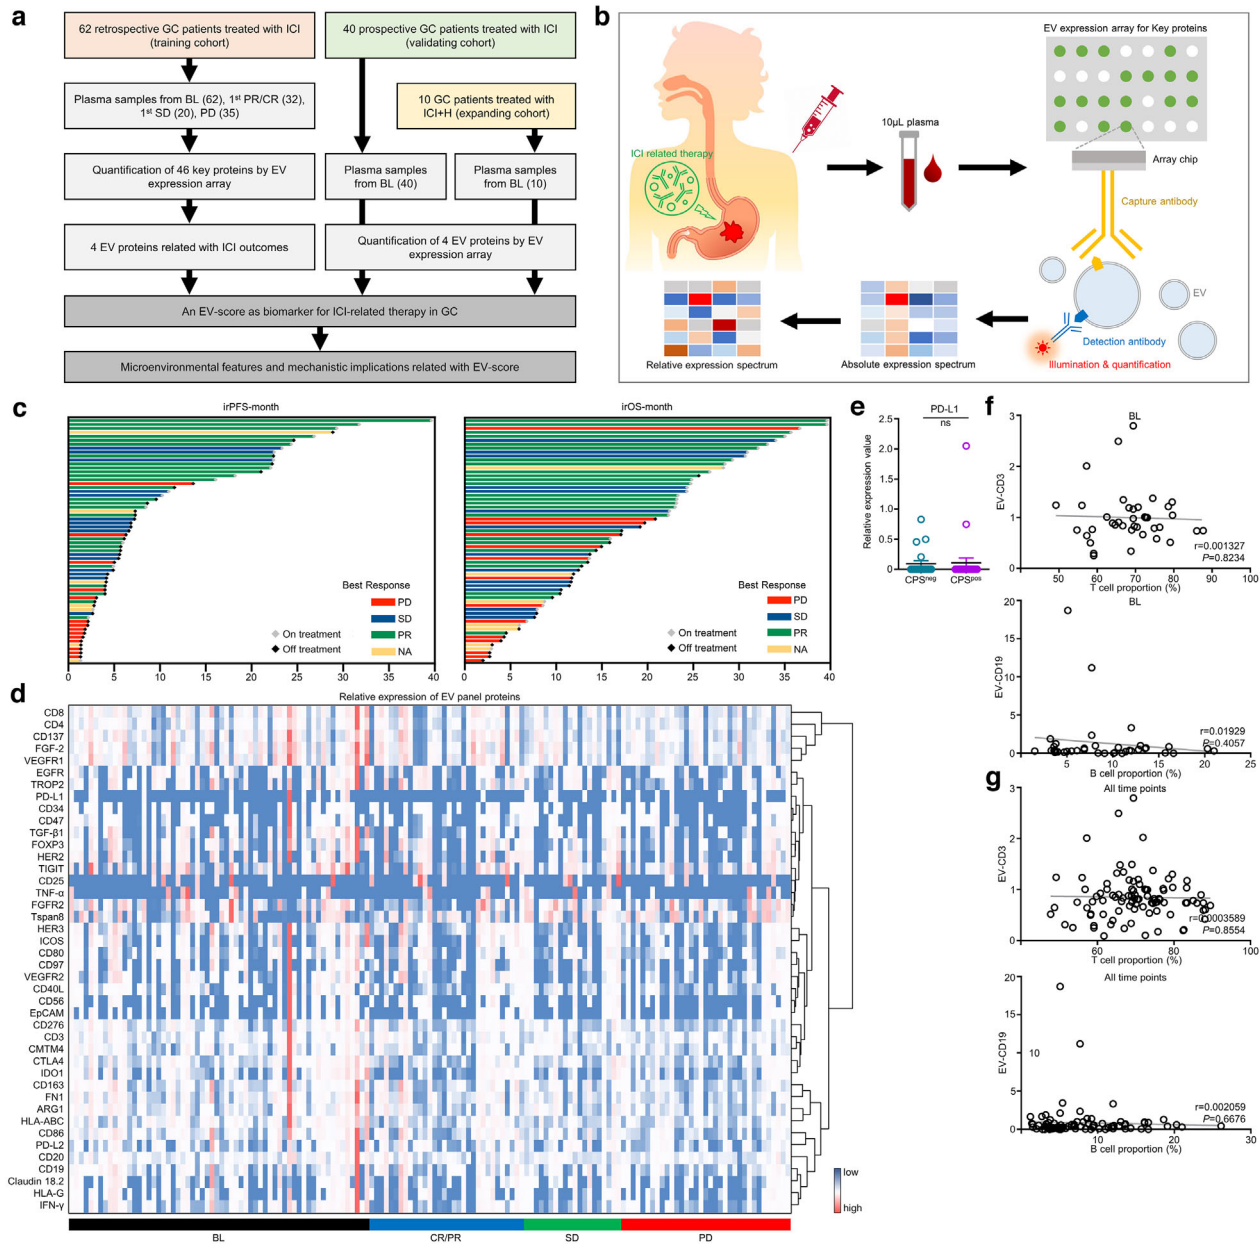 a
62 retrospective GC patients treated with ICI
(training cohort)
40 prospective GC patients treated with ICI
(validating cohort)
Plasma samples from BL (62), 1st PR/CR (32),
1st SD (20), PD (35)
10 GC patients treated with
ICI+H (expanding cohort)
Quantification of 46 key proteins by EV
expression array
Plasma samples
from BL (40)
Plasma samples
from BL (10)
4 EV proteins related with ICI outcomes
Quantification of 4 EV proteins by EV
expression array
An EV-score as biomarker for ICI-related therapy in GC
Microenvironmental features and mechanistic implications related with EV-score
b
EV expression array for Key proteins
ICI related therapy
10μL plasma
Array chip
Capture antibody
EV
Detection antibody
Illumination & quantification
Relative expression spectrum
Absolute expression spectrum
c
irPFS-month
Best Response
PD
SD
PR
NA
On treatment
Off treatment
0 5 10 15 20 25 30 35 40
irOS-month
Best Response
PD
SD
PR
NA
On treatment
Off treatment
0 5 10 15 20 25 30 35 40
d
Relative expression of EV panel proteins
CD8
CD4
CD137
FGF-2
VEGFR1
EGFR
TROP2
PD-L1
CD34
CD47
TGF-β1
FOXP3
HER2
TIGIT
CD25
TNF-α
FGFR2
Tspan8
HER3
ICOS
CD80
CD97
VEGFR2
CD40L
CD56
EpCAM
CD276
CD3
CMTM4
CTLA4
IDO1
CD163
FN1
ARG1
HLA-ABC
CD86
PD-L2
CD20
CD19
Claudin 18.2
HLA-G
IFN-γ
low
high
BL CR/PR SD PD
e
PD-L1
ns
Relative expression value
2.5
2.0
1.5
1.0
0.5
0
CPSneg CPSpos
f
BL
EV-CD3
3
2
1
0
r=0.001327
P=0.8234
50 60 70 80 90 100
T cell proportion (%)
BL
EV-CD19
20
15
10
5
0
r=0.01929
P=0.4057
5 10 15 20 25
B cell proportion (%)
g
All time points
EV-CD3
3
2
1
0
r=0.0003589
P=0.8554
60 80 100
T cell proportion (%)
All time points
EV-CD19
20
15
10
5
0
r=0.002059
P=0.6676
10 20 30
B cell proportion (%)